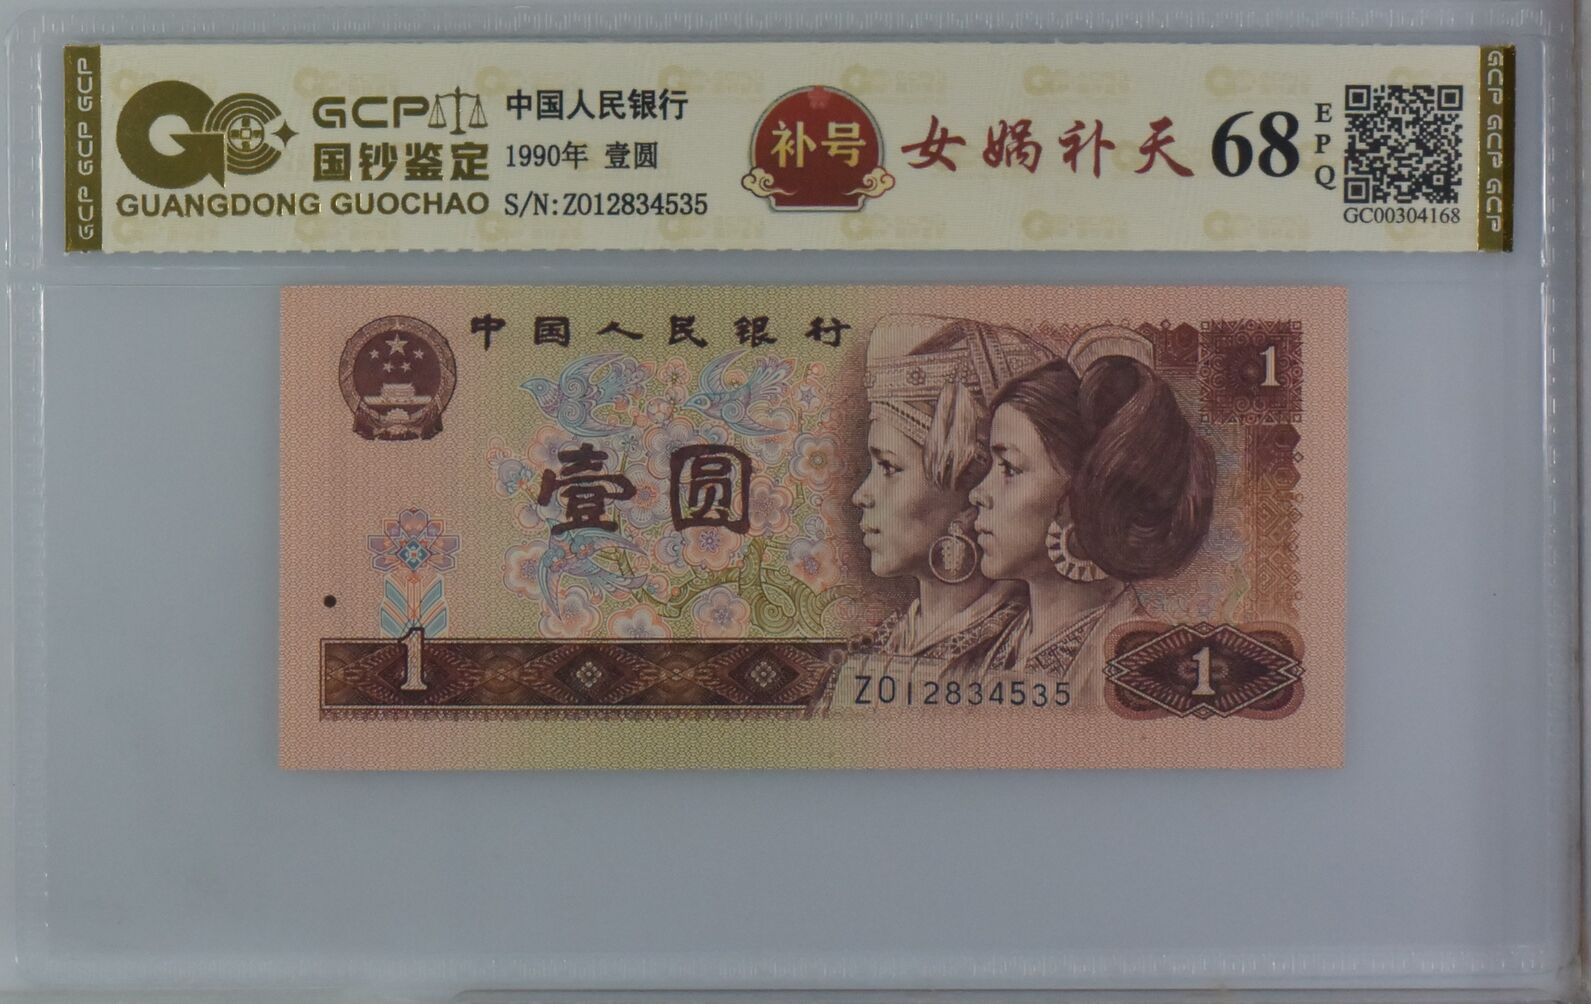 GCP GCP GCP
GCP
国钞鉴定
GUANGDONG GUOCHAO
中国人民银行
1990年 壹圆
S/N:Z012834535
补号
女娲补天
68
EPQ
GC00304168
GCP GCP GCP
中国人民银行
1
壹圆
1
Z012834535
1